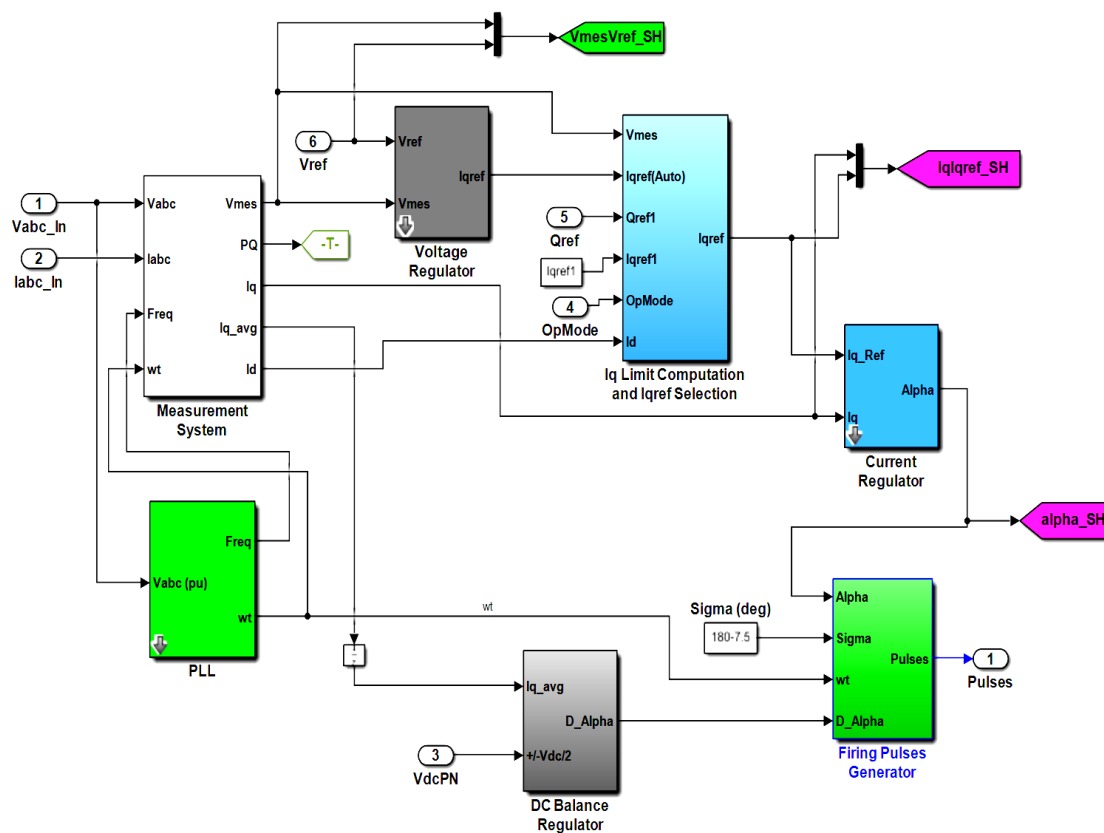 VmesVref_SH
6
Vref
Vref
Iqref
Vmes
Voltage
Regulator
Vmes
Iqref(Auto)
Qref1
Iqref1
OpMode
Id
Iqref
Iq Limit Computation
and Iqref Selection
IqIqref_SH
1
Vabc_In
2
Iabc_In
Vabc
Iabc
Freq
wt
Vmes
PQ
Iq
Iq_avg
Id
Measurement
System
-T-
5
Qref
Iqref1
4
OpMode
Iq_Ref
Alpha
Iq
Current
Regulator
alpha_SH
Freq
Vabc (pu)
wt
PLL
wt
Sigma (deg)
180-7.5
Alpha
Sigma
wt
D_Alpha
Pulses
Firing Pulses
Generator
1
Pulses
Iq_avg
D_Alpha
+/-Vdc/2
3
VdcPN
DC Balance
Regulator